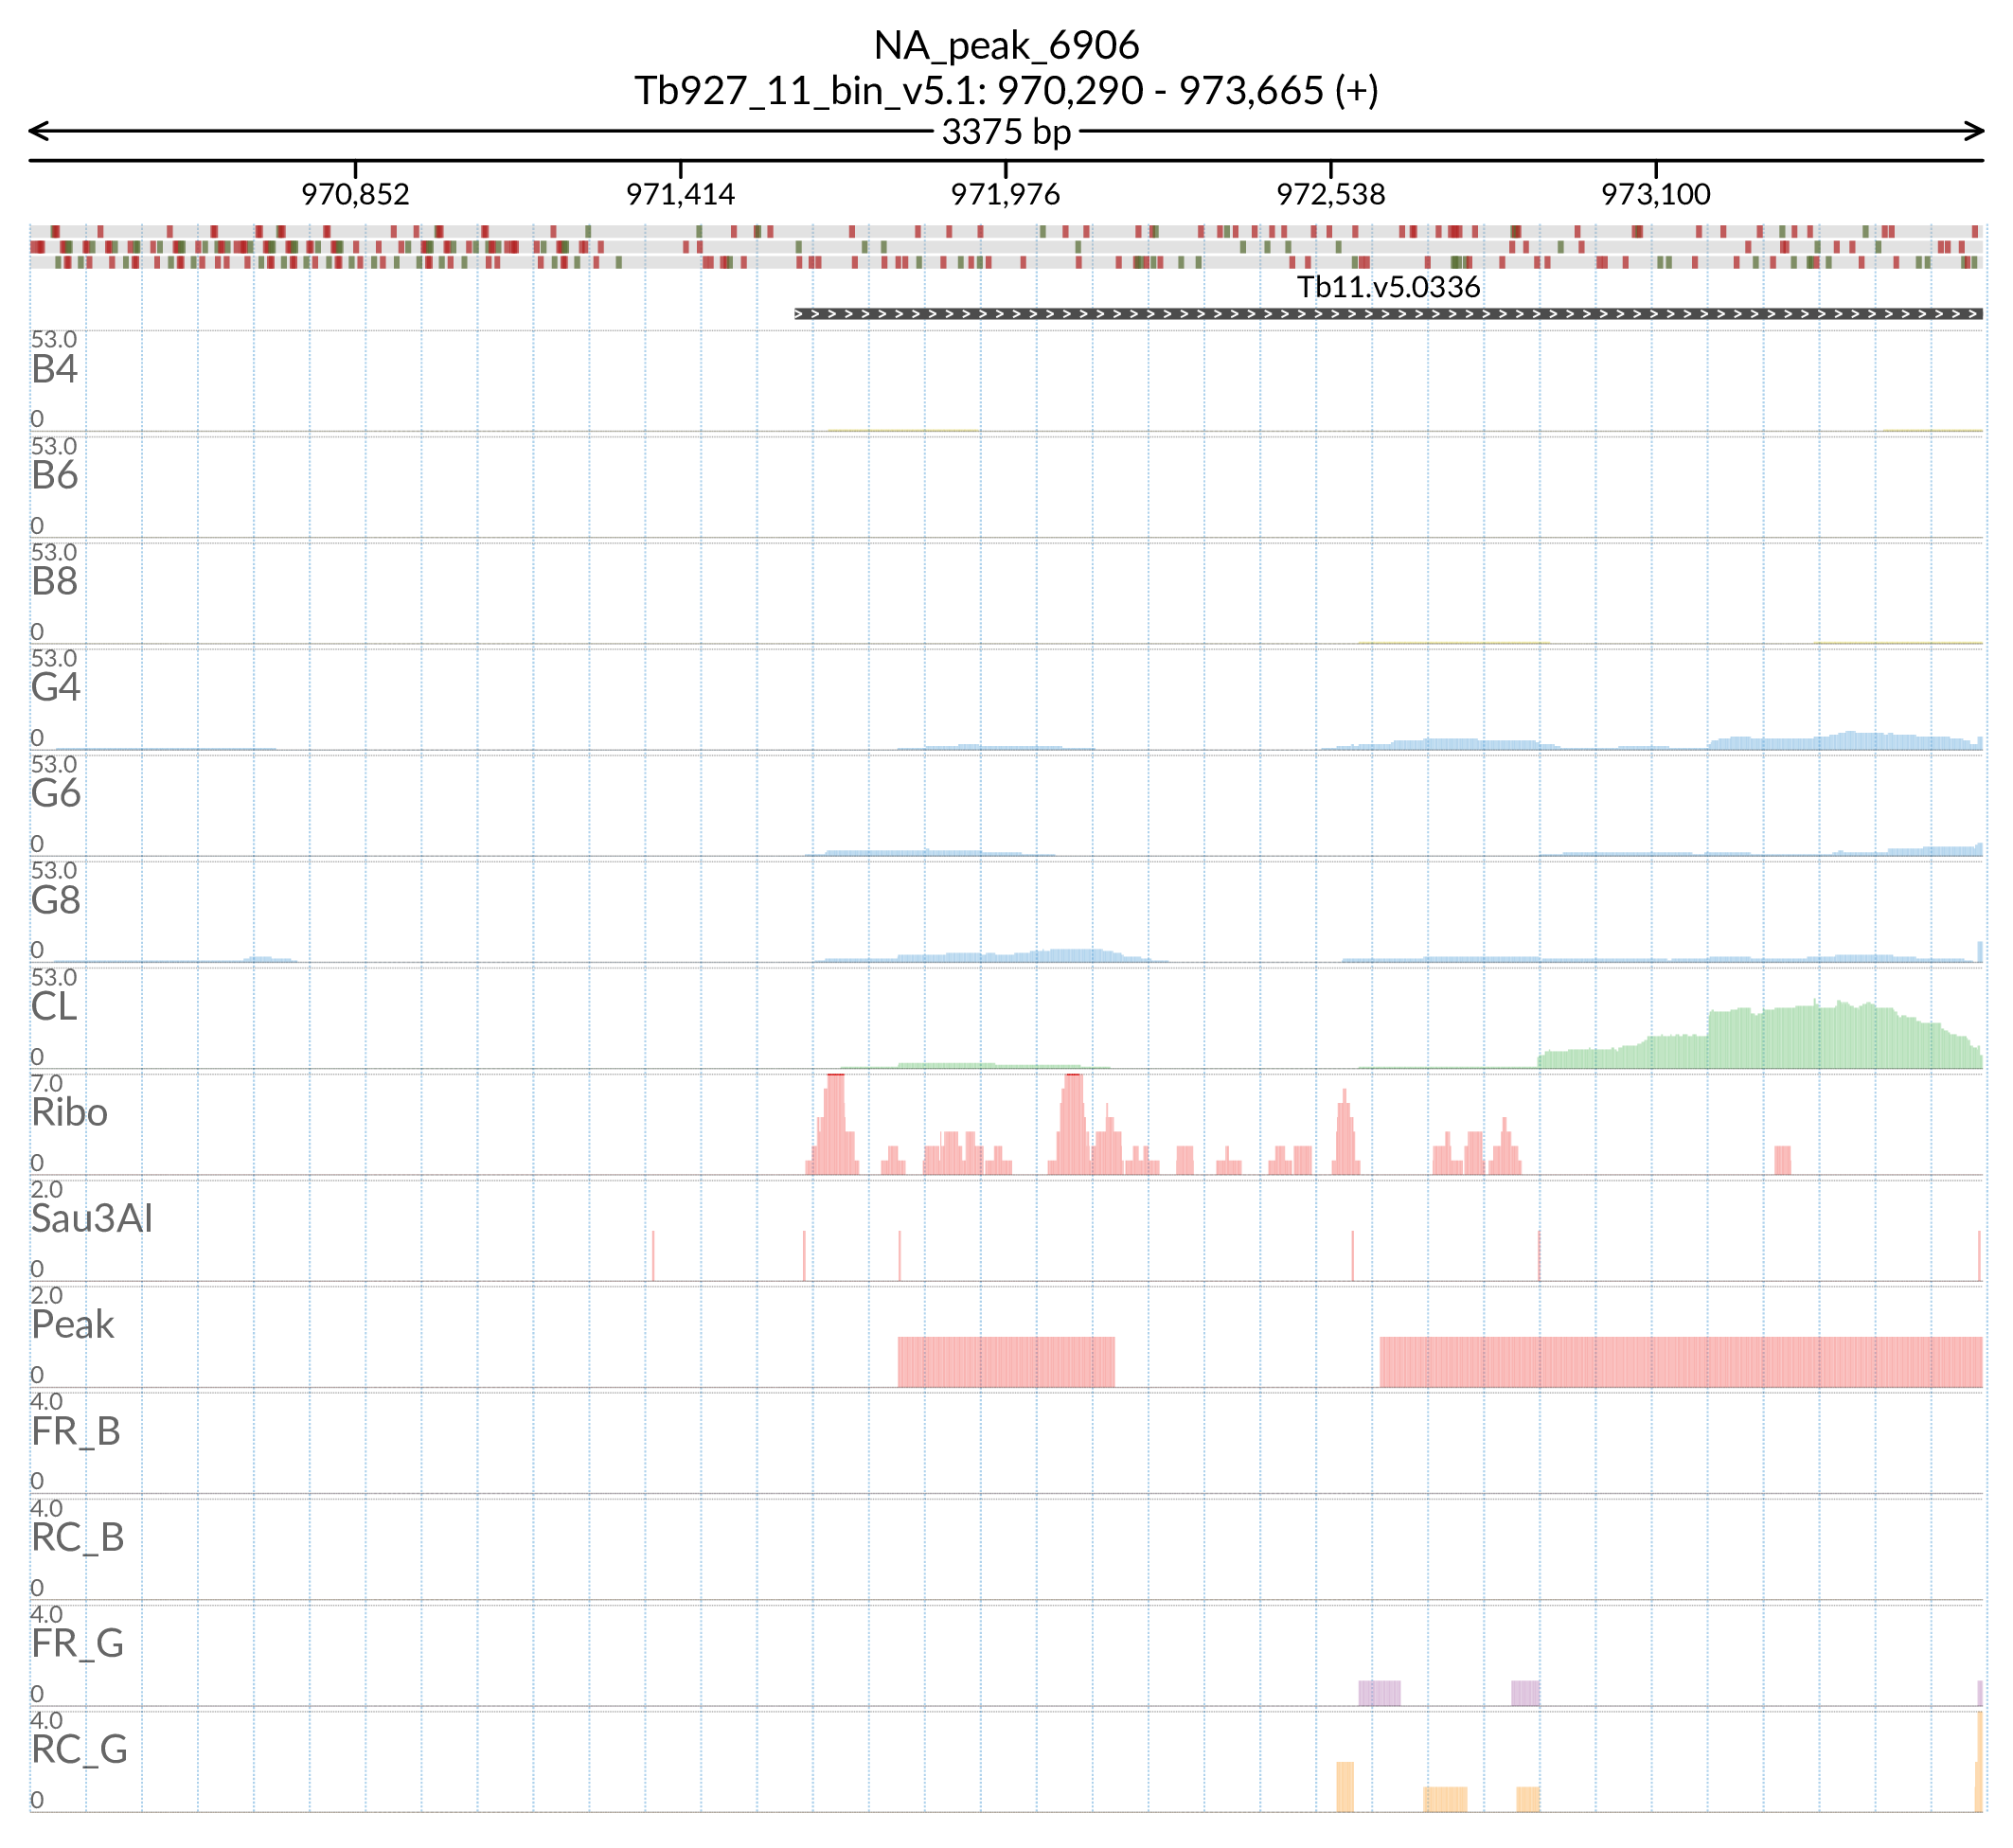 NA_peak_6906
Tb927_11_bin_v5.1: 970,290 - 973,665 (+)
3375 bp
970,852 971,414 971,976 972,538 973,100
Tb11.v5.0336
53.0
B4
0
53.0
B6
0
53.0
B8
0
53.0
G4
0
53.0
G6
0
53.0
G8
0
53.0
CL
0
7.0
Ribo
0
2.0
Sau3AI
0
2.0
Peak
0
4.0
FR_B
0
4.0
RC_B
0
4.0
FR_G
0
4.0
RC_G
0